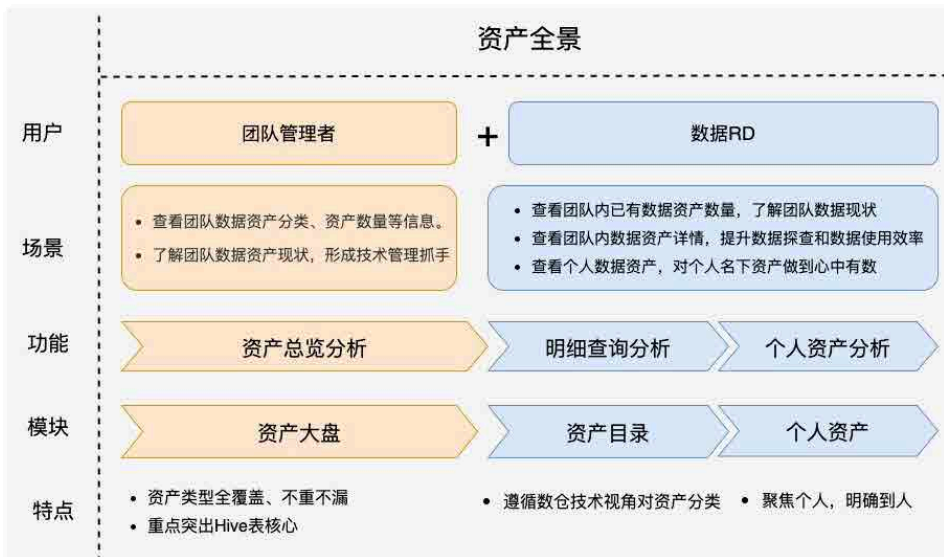 资产全景
用户
团队管理者
+
数据RD
场景
• 查看团队数据资产分类、资产数量等信息。
• 了解团队数据资产现状，形成技术管理抓手
• 查看团队内已有数据资产数量，了解团队数据现状
• 查看团队内数据资产详情，提升数据探查和数据使用效率
• 查看个人数据资产，对个人名下资产做到心中有数
功能
资产总览分析
明细查询分析
个人资产分析
模块
资产大盘
资产目录
个人资产
特点
• 资产类型全覆盖、不重不漏
• 重点突出Hive表核心
• 遵循数仓技术视角对资产分类
• 聚焦个人，明确到人